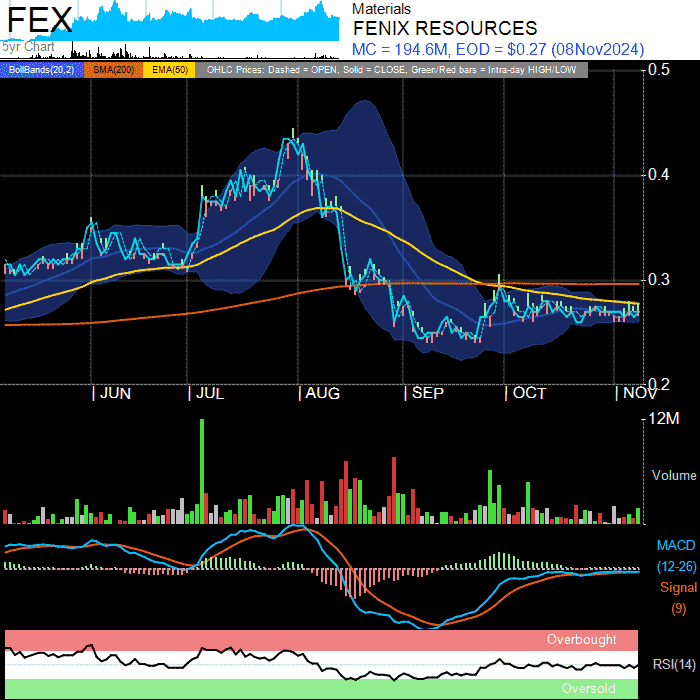 FEX
5yr Chart
Materials
FENIX RESOURCES
MC = 194.6M, EOD = $0.27 (08Nov2024)
BollBands(20,2) SMA(200) EMA(50) OHLC Prices: Dashed = OPEN, Solid = CLOSE, Green/Red bars = Intra-day HIGH/LOW
0.5
0.4
0.3
0.2
JUN JUL AUG SEP OCT NOV
12M
Volume
MACD
(12-26)
Signal
(9)
Overbought
RSI(14)
Oversold